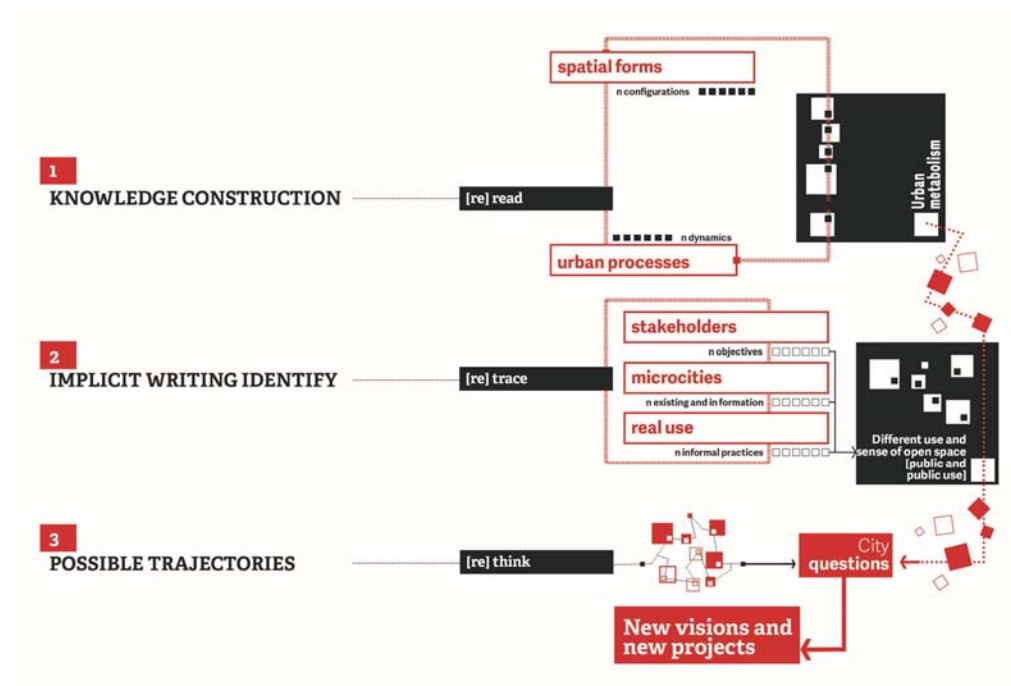 spatial forms
n configurations
1
KNOWLEDGE CONSTRUCTION
[re] read
Urban
metabolism
n dynamics
urban processes
stakeholders
n objectives
2
IMPLICIT WRITING IDENTIFY
[re] trace
microcities
n existing and in formation
real use
n informal practices
Different use and
sense of open space
[public and
public use]
3
POSSIBLE TRAJECTORIES
[re] think
City
questions
New visions and
new projects